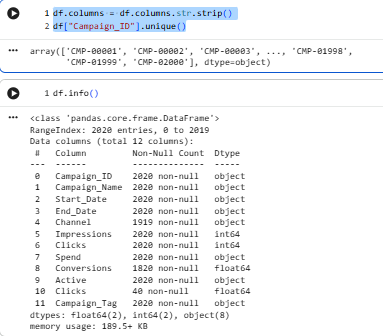 1 df.columns = df.columns.str.strip()
2 df["Campaign_ID"].unique()
array(['CMP-00001', 'CMP-00002', 'CMP-00003', ..., 'CMP-01998',
'CMP-01999', 'CMP-02000'], dtype=object)
1 df.info()
<class 'pandas.core.frame.DataFrame'>
RangeIndex: 2020 entries, 0 to 2019
Data columns (total 12 columns):
# Column Non-Null Count Dtype
--- ------ -------------- -----
0 Campaign_ID 2020 non-null object
1 Campaign_Name 2020 non-null object
2 Start_Date 2020 non-null object
3 End_Date 2020 non-null object
4 Channel 1919 non-null object
5 Impressions 2020 non-null int64
6 Clicks 2020 non-null int64
7 Spend 2020 non-null object
8 Conversions 1820 non-null float64
9 Active 2020 non-null object
10 Clicks 40 non-null float64
11 Campaign_Tag 2020 non-null object
dtypes: float64(2), int64(2), object(8)
memory usage: 189.5+ KB